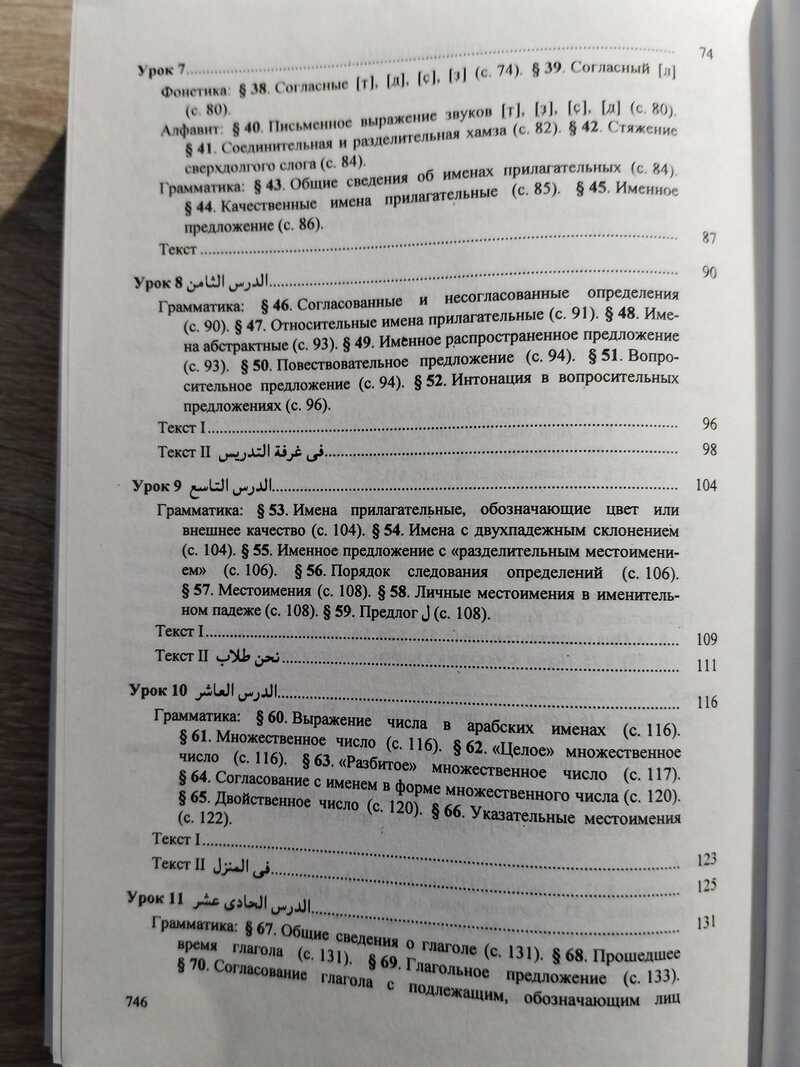 Урок 7 ........ 74
Фонетика: § 38. Согласные [т], [д], [с], [з] (с. 74). § 39. Согласный [л]
(с. 80).
Алфавит: § 40. Письменное выражение звуков [т], [з], [с], [д] (с. 80).
§ 41. Соединительная и разделительная хамза (с. 82). § 42. Стяжение
сверхдолгого слога (с. 84).
Грамматика: § 43. Общие сведения об именах прилагательных (с. 84).
§ 44. Качественные имена прилагательные (с. 85). § 45. Именное
предложение (с. 86).
Текст ........ 87
Урок 8 الدرس الثامن ........ 90
Грамматика: § 46. Согласованные и несогласованные определения
(с. 90). § 47. Относительные имена прилагательные (с. 91). § 48. Име-
на абстрактные (с. 93). § 49. Именное распространенное предложение
(с. 93). § 50. Повествовательное предложение (с. 94). § 51. Вопро-
сительное предложение (с. 94). § 52. Интонация в вопросительных
предложениях (с. 96).
Текст I ........ 96
Текст II فى غرفة التدريس ........ 98
Урок 9 الدرس التاسع ........ 104
Грамматика: § 53. Имена прилагательные, обозначающие цвет или
внешнее качество (с. 104). § 54. Имена с двухпадежным склонением
(с. 104). § 55. Именное предложение с «разделительным местоимени-
ем» (с. 106). § 56. Порядок следования определений (с. 106).
§ 57. Местоимения (с. 108). § 58. Личные местоимения в именитель-
ном падеже (с. 108). § 59. Предлог لِ (с. 108).
Текст I ........ 109
Текст II نحن طلاب ........ 111
Урок 10 الدرس العاشر ........ 116
Грамматика: § 60. Выражение числа в арабских именах (с. 116).
§ 61. Множественное число (с. 116). § 62. «Целое» множественное
число (с. 116). § 63. «Разбитое» множественное число (с. 117).
§ 64. Согласование с именем в форме множественного числа (с. 120).
§ 65. Двойственное число (с. 120). § 66. Указательные местоимения
(с. 122).
Текст I ........ 123
Текст II فى المنزل ........ 125
Урок 11 الدرس الحادى عشر ........ 131
Грамматика: § 67. Общие сведения о глаголе (с. 131). § 68. Прошедшее
время глагола (с. 131). § 69. Глагольное предложение (с. 133).
§ 70. Согласование глагола с подлежащим, обозначающим лиц
746